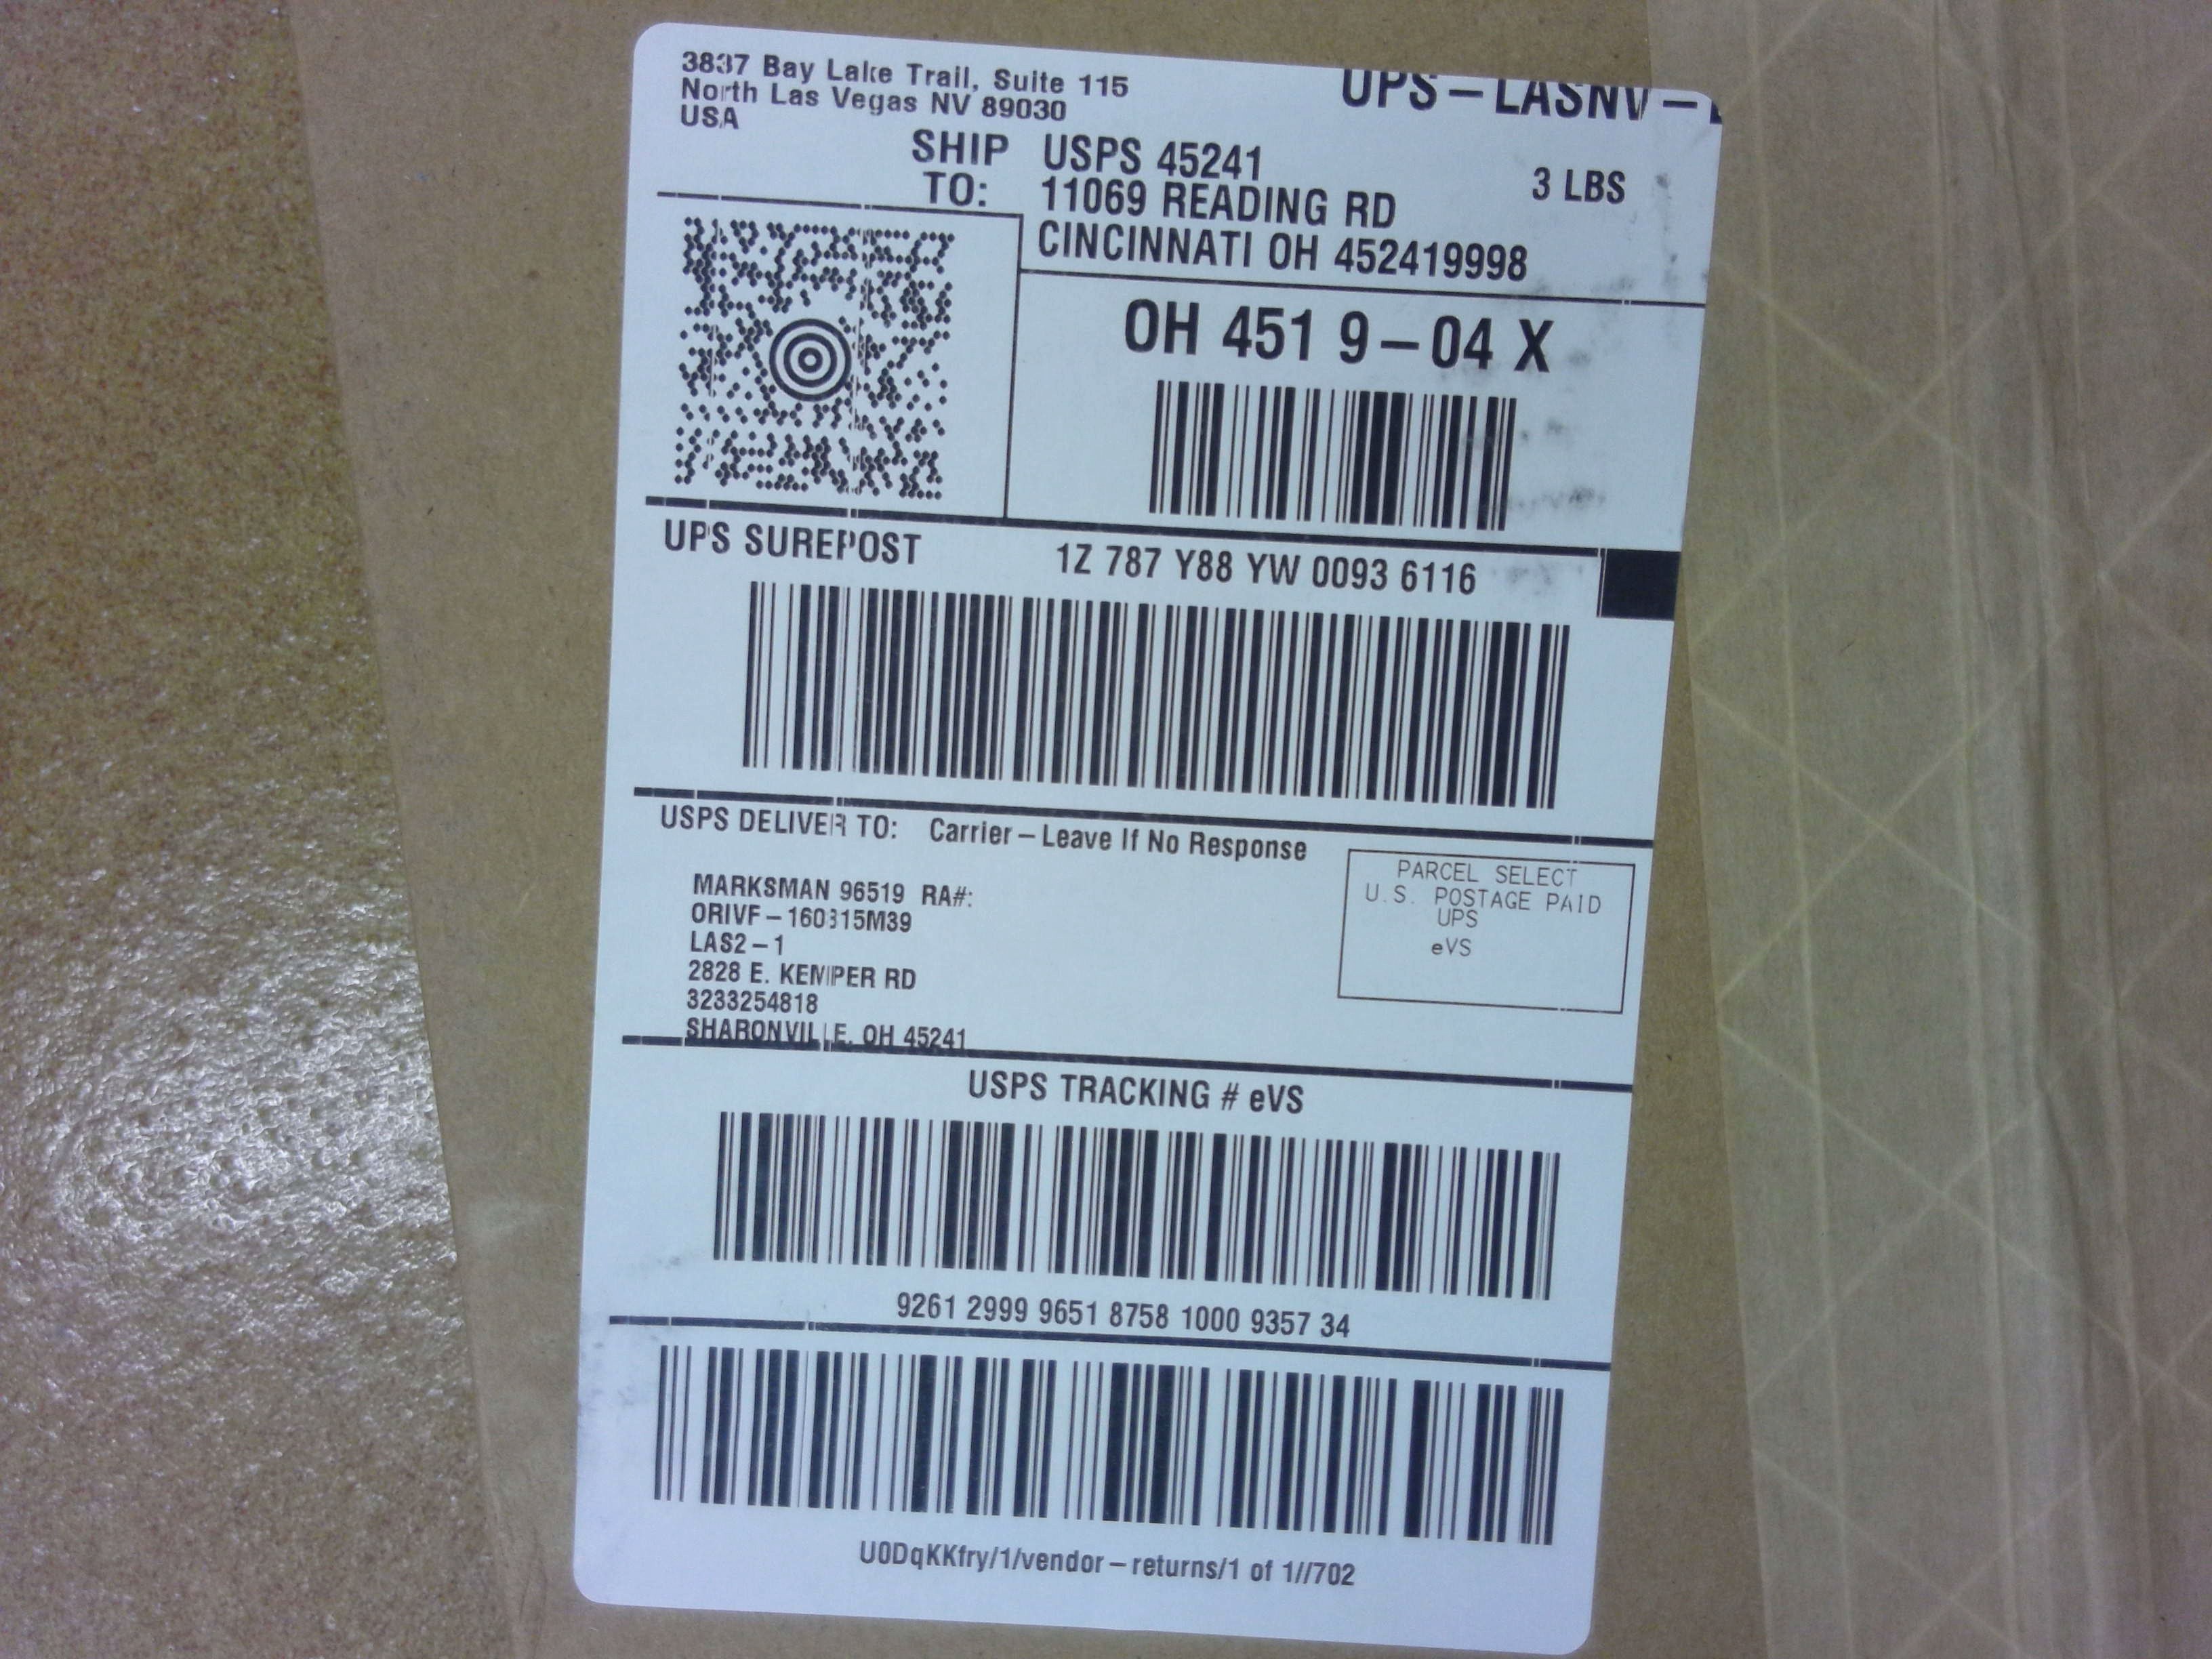 3837 Bay Lake Trail, Suite 115
North Las Vegas NV 89030
USA
UPS-LASNV-
SHIP TO:
USPS 45241
11069 READING RD
CINCINNATI OH 452419998
3 LBS
OH 451 9-04 X
UPS SUREPOST
1Z 787 Y88 YW 0093 6116
USPS DELIVER TO: Carrier-Leave If No Response
MARKSMAN 96519 RA#:
ORIVF-160315M39
LAS2-1
2828 E. KEMPER RD
3233254818
SHARONVILLE, OH 45241
PARCEL SELECT
U.S. POSTAGE PAID
UPS
eVS
USPS TRACKING # eVS
9261 2999 9651 8758 1000 9357 34
U0DqKKfry/1/vendor-returns/1 of 1//702